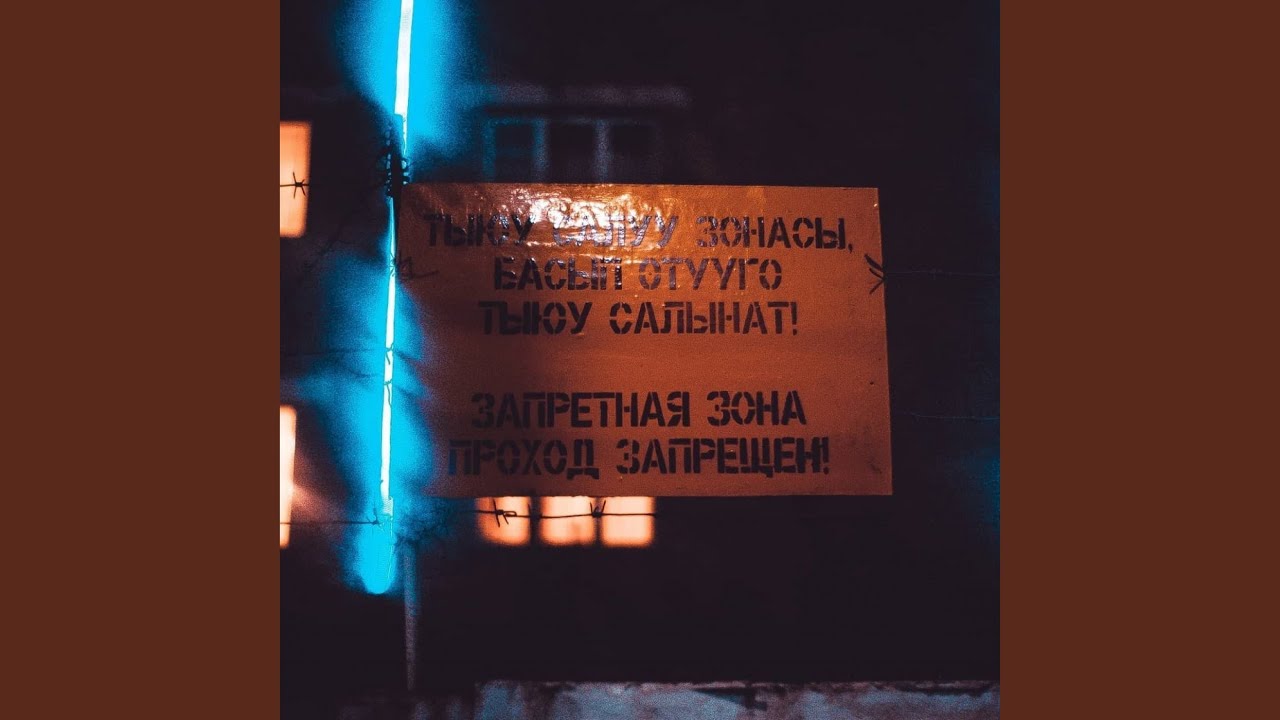 ТЫЮУ САЛУУ ЗОНАСЫ,
БАСЫП ОТУУГО
ТЫЮУ САЛЫНАТ!
ЗАПРЕТНАЯ ЗОНА
ПРОХОД ЗАПРЕЩЕН!